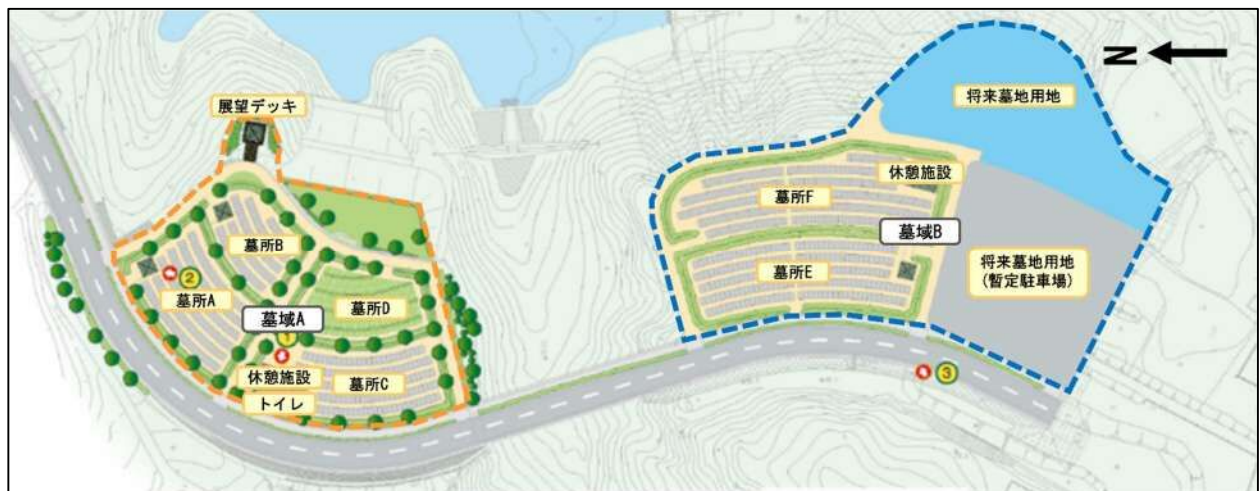 N
将来墓地用地
展望デッキ
休憩施設
墓所F
墓域B
墓所B
墓所E
将来墓地用地
(暫定駐車場)
②
墓所A
墓所D
墓域A
①
休憩施設
墓所C
トイレ
③